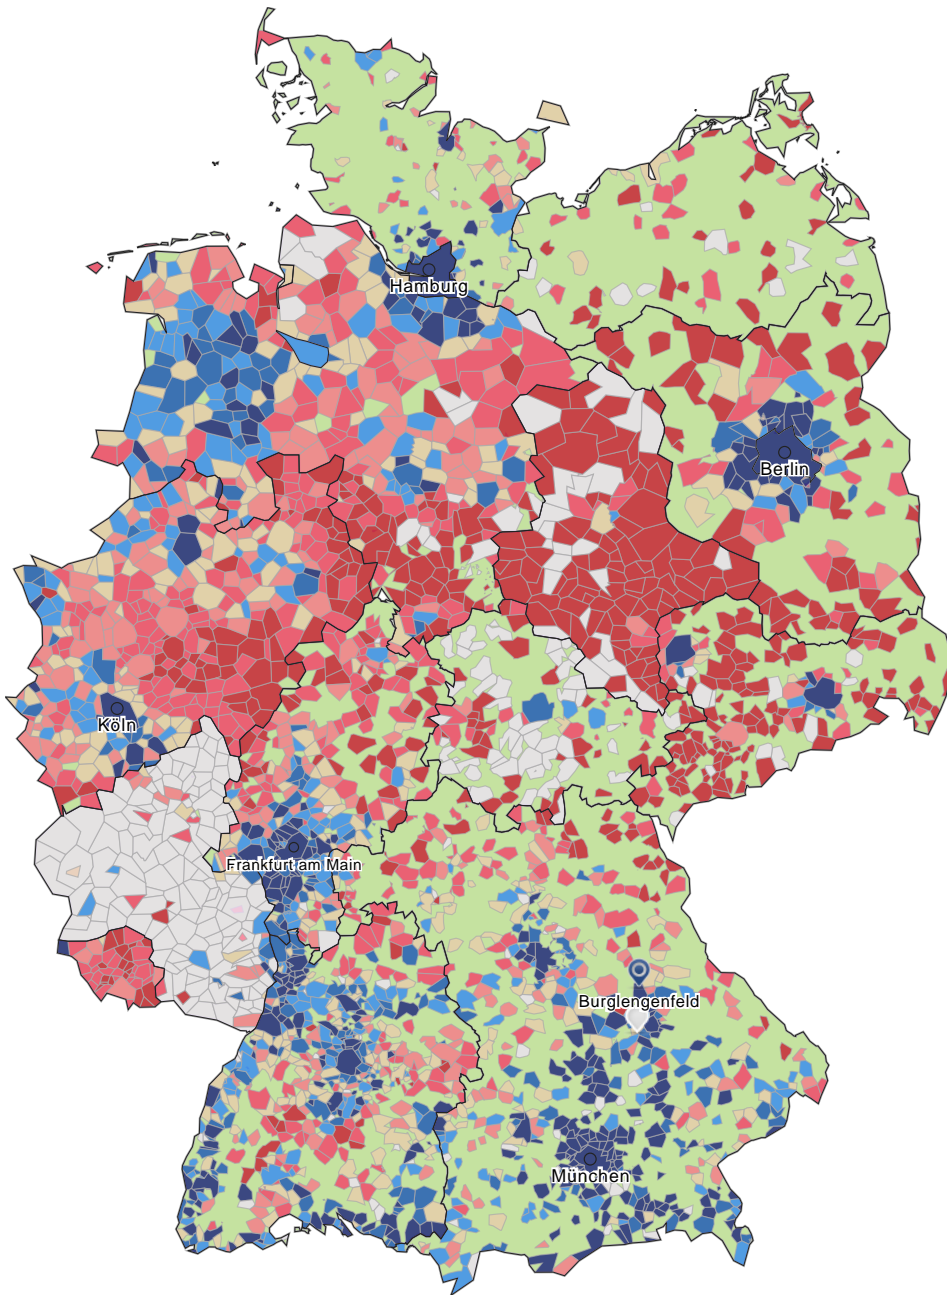 Hamburg
Berlin
Köln
Frankfurt am Main
Burglengenfeld
München